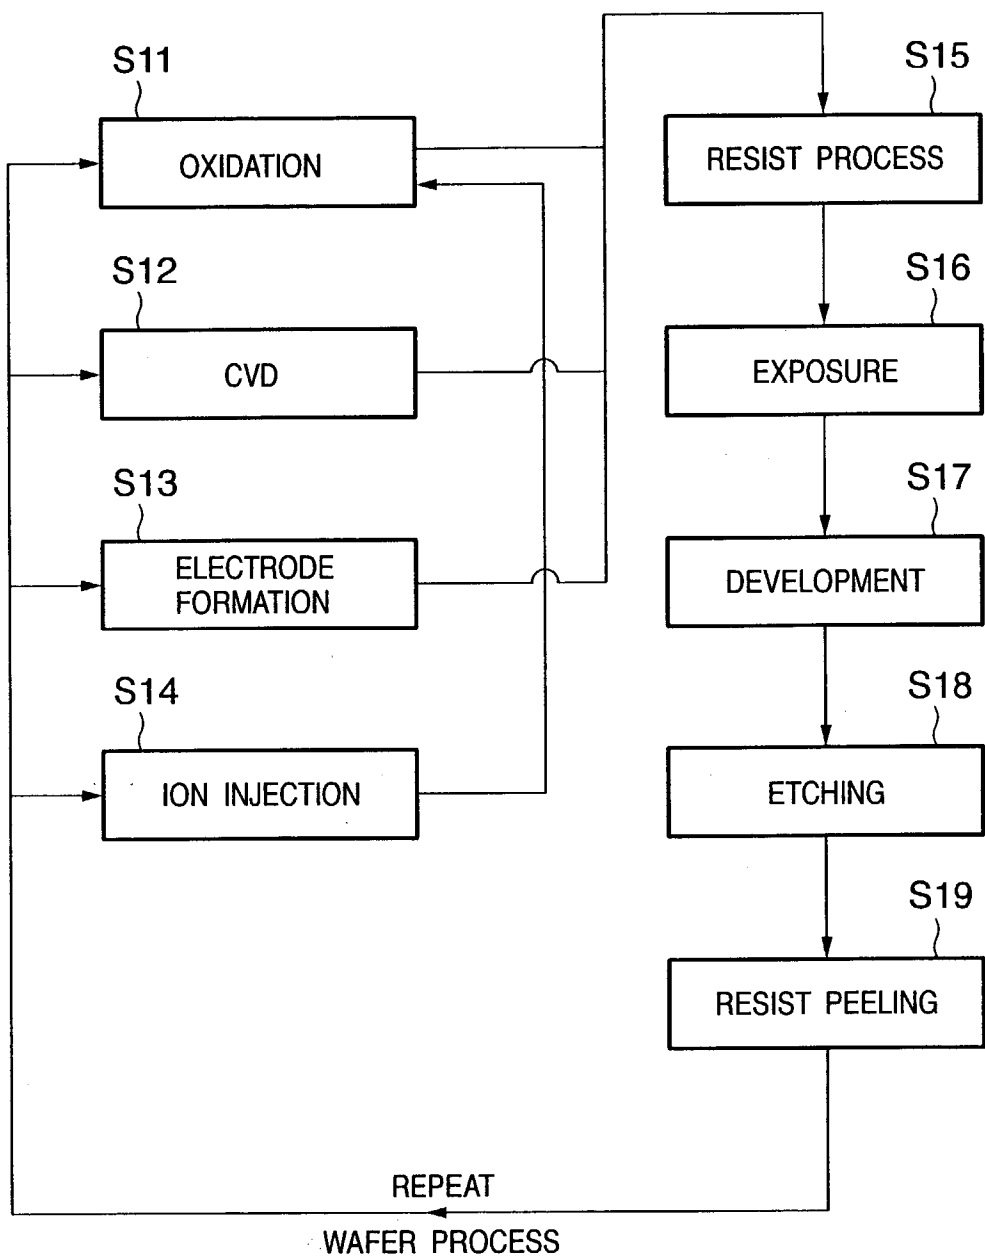 S11
OXIDATION
S12
CVD
S13
ELECTRODE
FORMATION
S14
ION INJECTION
S15
RESIST PROCESS
S16
EXPOSURE
S17
DEVELOPMENT
S18
ETCHING
S19
RESIST PEELING
REPEAT
WAFER PROCESS